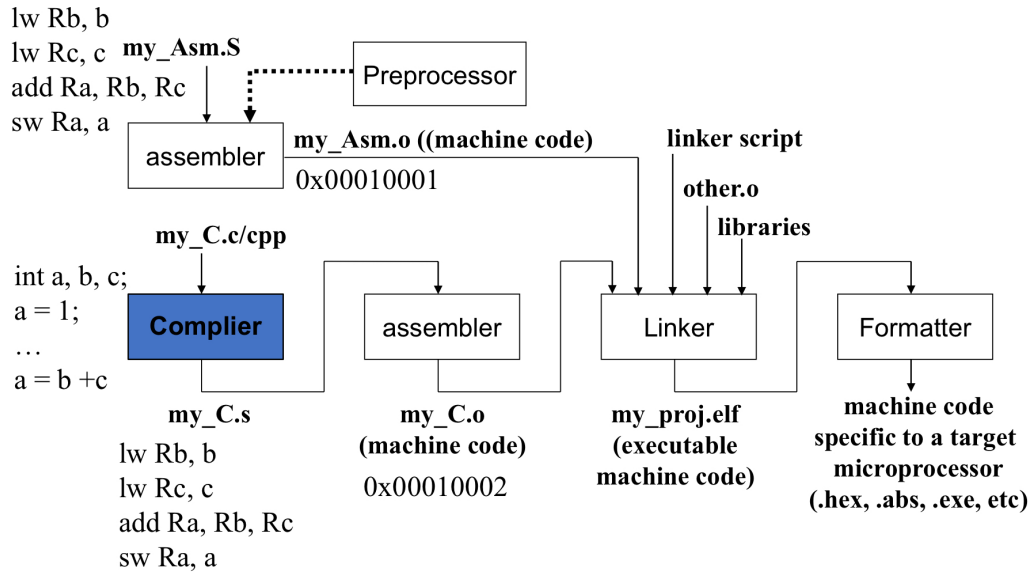 lw Rb, b
lw Rc, c
add Ra, Rb, Rc
sw Ra, a
my_Asm.S
Preprocessor
assembler
my_Asm.o ((machine code)
0x00010001
linker script
other.o
libraries
my_C.c/cpp
int a, b, c;
a = 1;
…
a = b +c
Complier
assembler
Linker
Formatter
my_C.s
lw Rb, b
lw Rc, c
add Ra, Rb, Rc
sw Ra, a
my_C.o
(machine code)
0x00010002
my_proj.elf
(executable
machine code)
machine code
specific to a target
microprocessor
(.hex, .abs, .exe, etc)